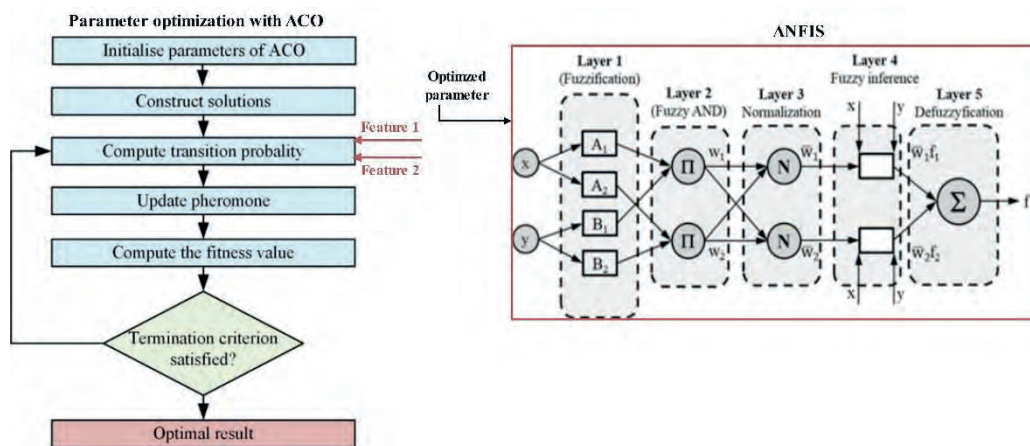 Parameter optimization with ACO
Initialise parameters of ACO
Construct solutions
Feature 1
Compute transition probality
Feature 2
Update pheromone
Compute the fitness value
Termination criterion
satisfied?
Optimal result
Optimzed
parameter
ANFIS
Layer 1
(Fuzzification)
Layer 2
(Fuzzy AND)
Layer 3
Normalization
Layer 4
Fuzzy inference
Layer 5
Defuzzyfication
x y
x
y
A₁
A₂
B₁
B₂
Π
Π
w₁
w₂
N
N
w̅₁
w̅₂
w̅₁f₁
w̅₂f₂
x y
Σ
f